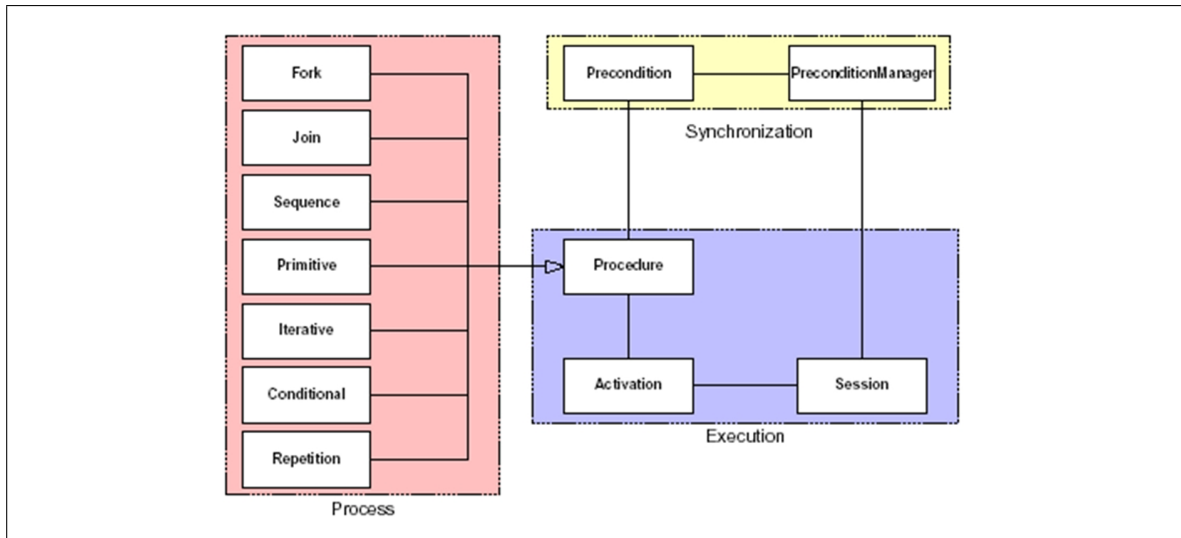 Fork
Join
Sequence
Primitive
Iterative
Conditional
Repetition
Process
Precondition
PreconditionManager
Synchronization
Procedure
Activation
Session
Execution